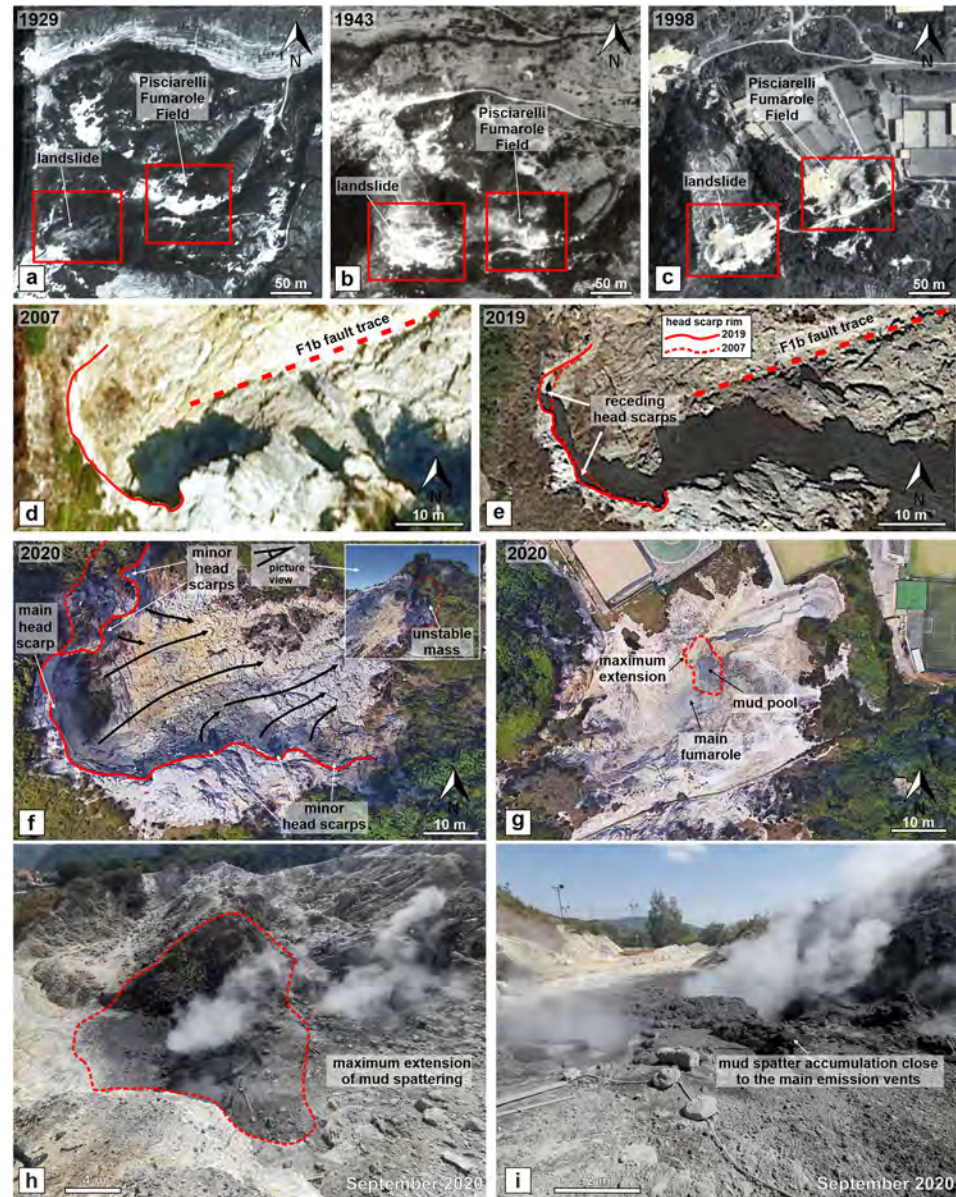 1929
Pisciarelli
Fumarole
Field
landslide
N
a
50 m
1943
Pisciarelli
Fumarole
Field
landslide
N
b
50 m
1998
Pisciarelli
Fumarole
Field
landslide
N
c
50 m
2007
F1b fault trace
N
d
10 m
2019
head scarp rim
2019
2007
F1b fault trace
receding
head scarps
N
e
10 m
2020
minor
head
scarps
picture
view
main
head
scarp
unstable
mass
minor
head scarps
N
f
10 m
2020
maximum
extension
mud pool
main
fumarole
N
g
10 m
maximum extension
of mud spattering
h
4 m
September 2020
mud spatter accumulation close
to the main emission vents
i
2 m
September 2020